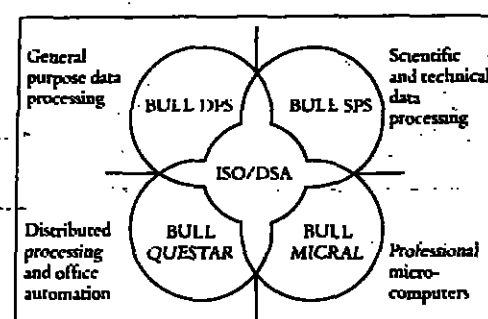 General
purpose data
processing
Scientific
and technical
data
processing
BULL DPS
BULL SPS
ISO/DSA
BULL
QUESTAR
BULL
MICRAL
Distributed
processing
and office
automation
Professional
micro-
computers